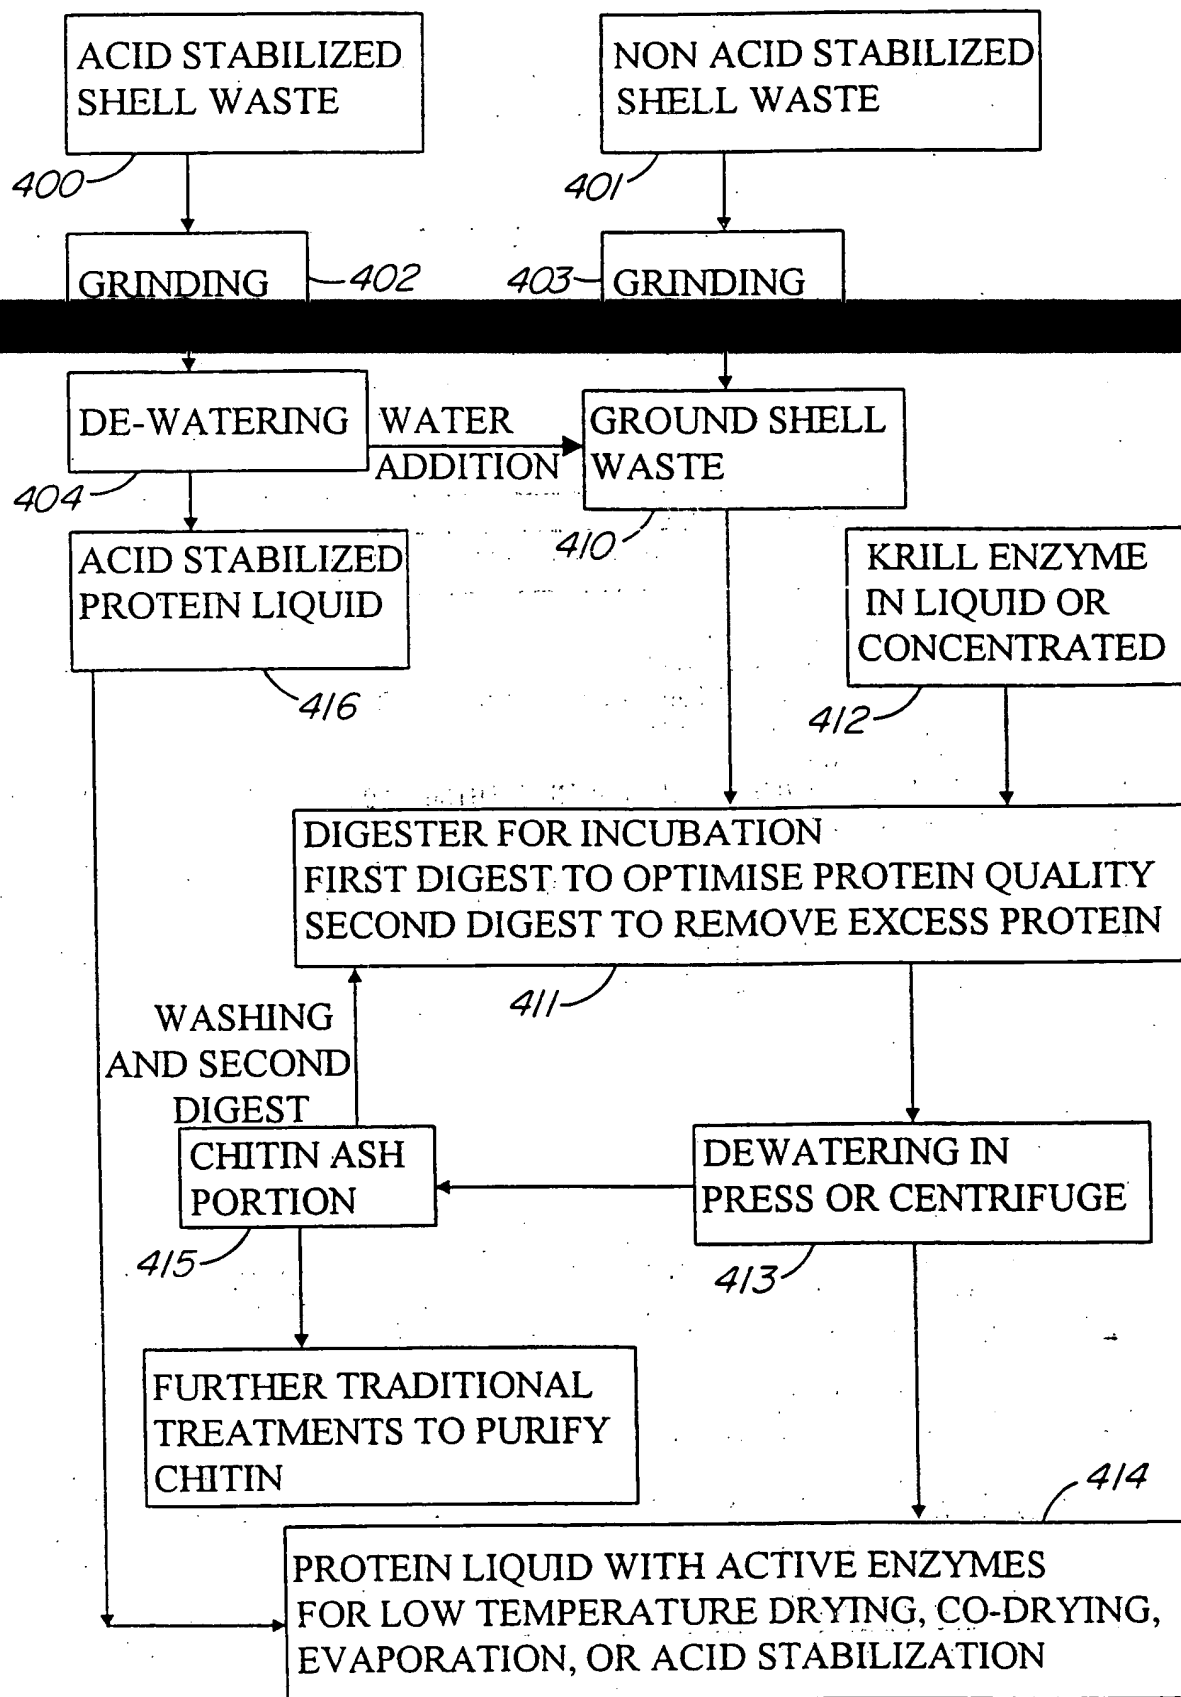 ACID STABILIZED
SHELL WASTE
400
NON ACID STABILIZED
SHELL WASTE
401
GRINDING
402
403
GRINDING
DE-WATERING
404
WATER
ADDITION
GROUND SHELL
WASTE
410
ACID STABILIZED
PROTEIN LIQUID
416
KRILL ENZYME
IN LIQUID OR
CONCENTRATED
412
DIGESTER FOR INCUBATION
FIRST DIGEST TO OPTIMISE PROTEIN QUALITY
SECOND DIGEST TO REMOVE EXCESS PROTEIN
411
WASHING
AND SECOND
DIGEST
CHITIN ASH
PORTION
415
DEWATERING IN
PRESS OR CENTRIFUGE
413
FURTHER TRADITIONAL
TREATMENTS TO PURIFY
CHITIN
414
PROTEIN LIQUID WITH ACTIVE ENZYMES
FOR LOW TEMPERATURE DRYING, CO-DRYING,
EVAPORATION, OR ACID STABILIZATION